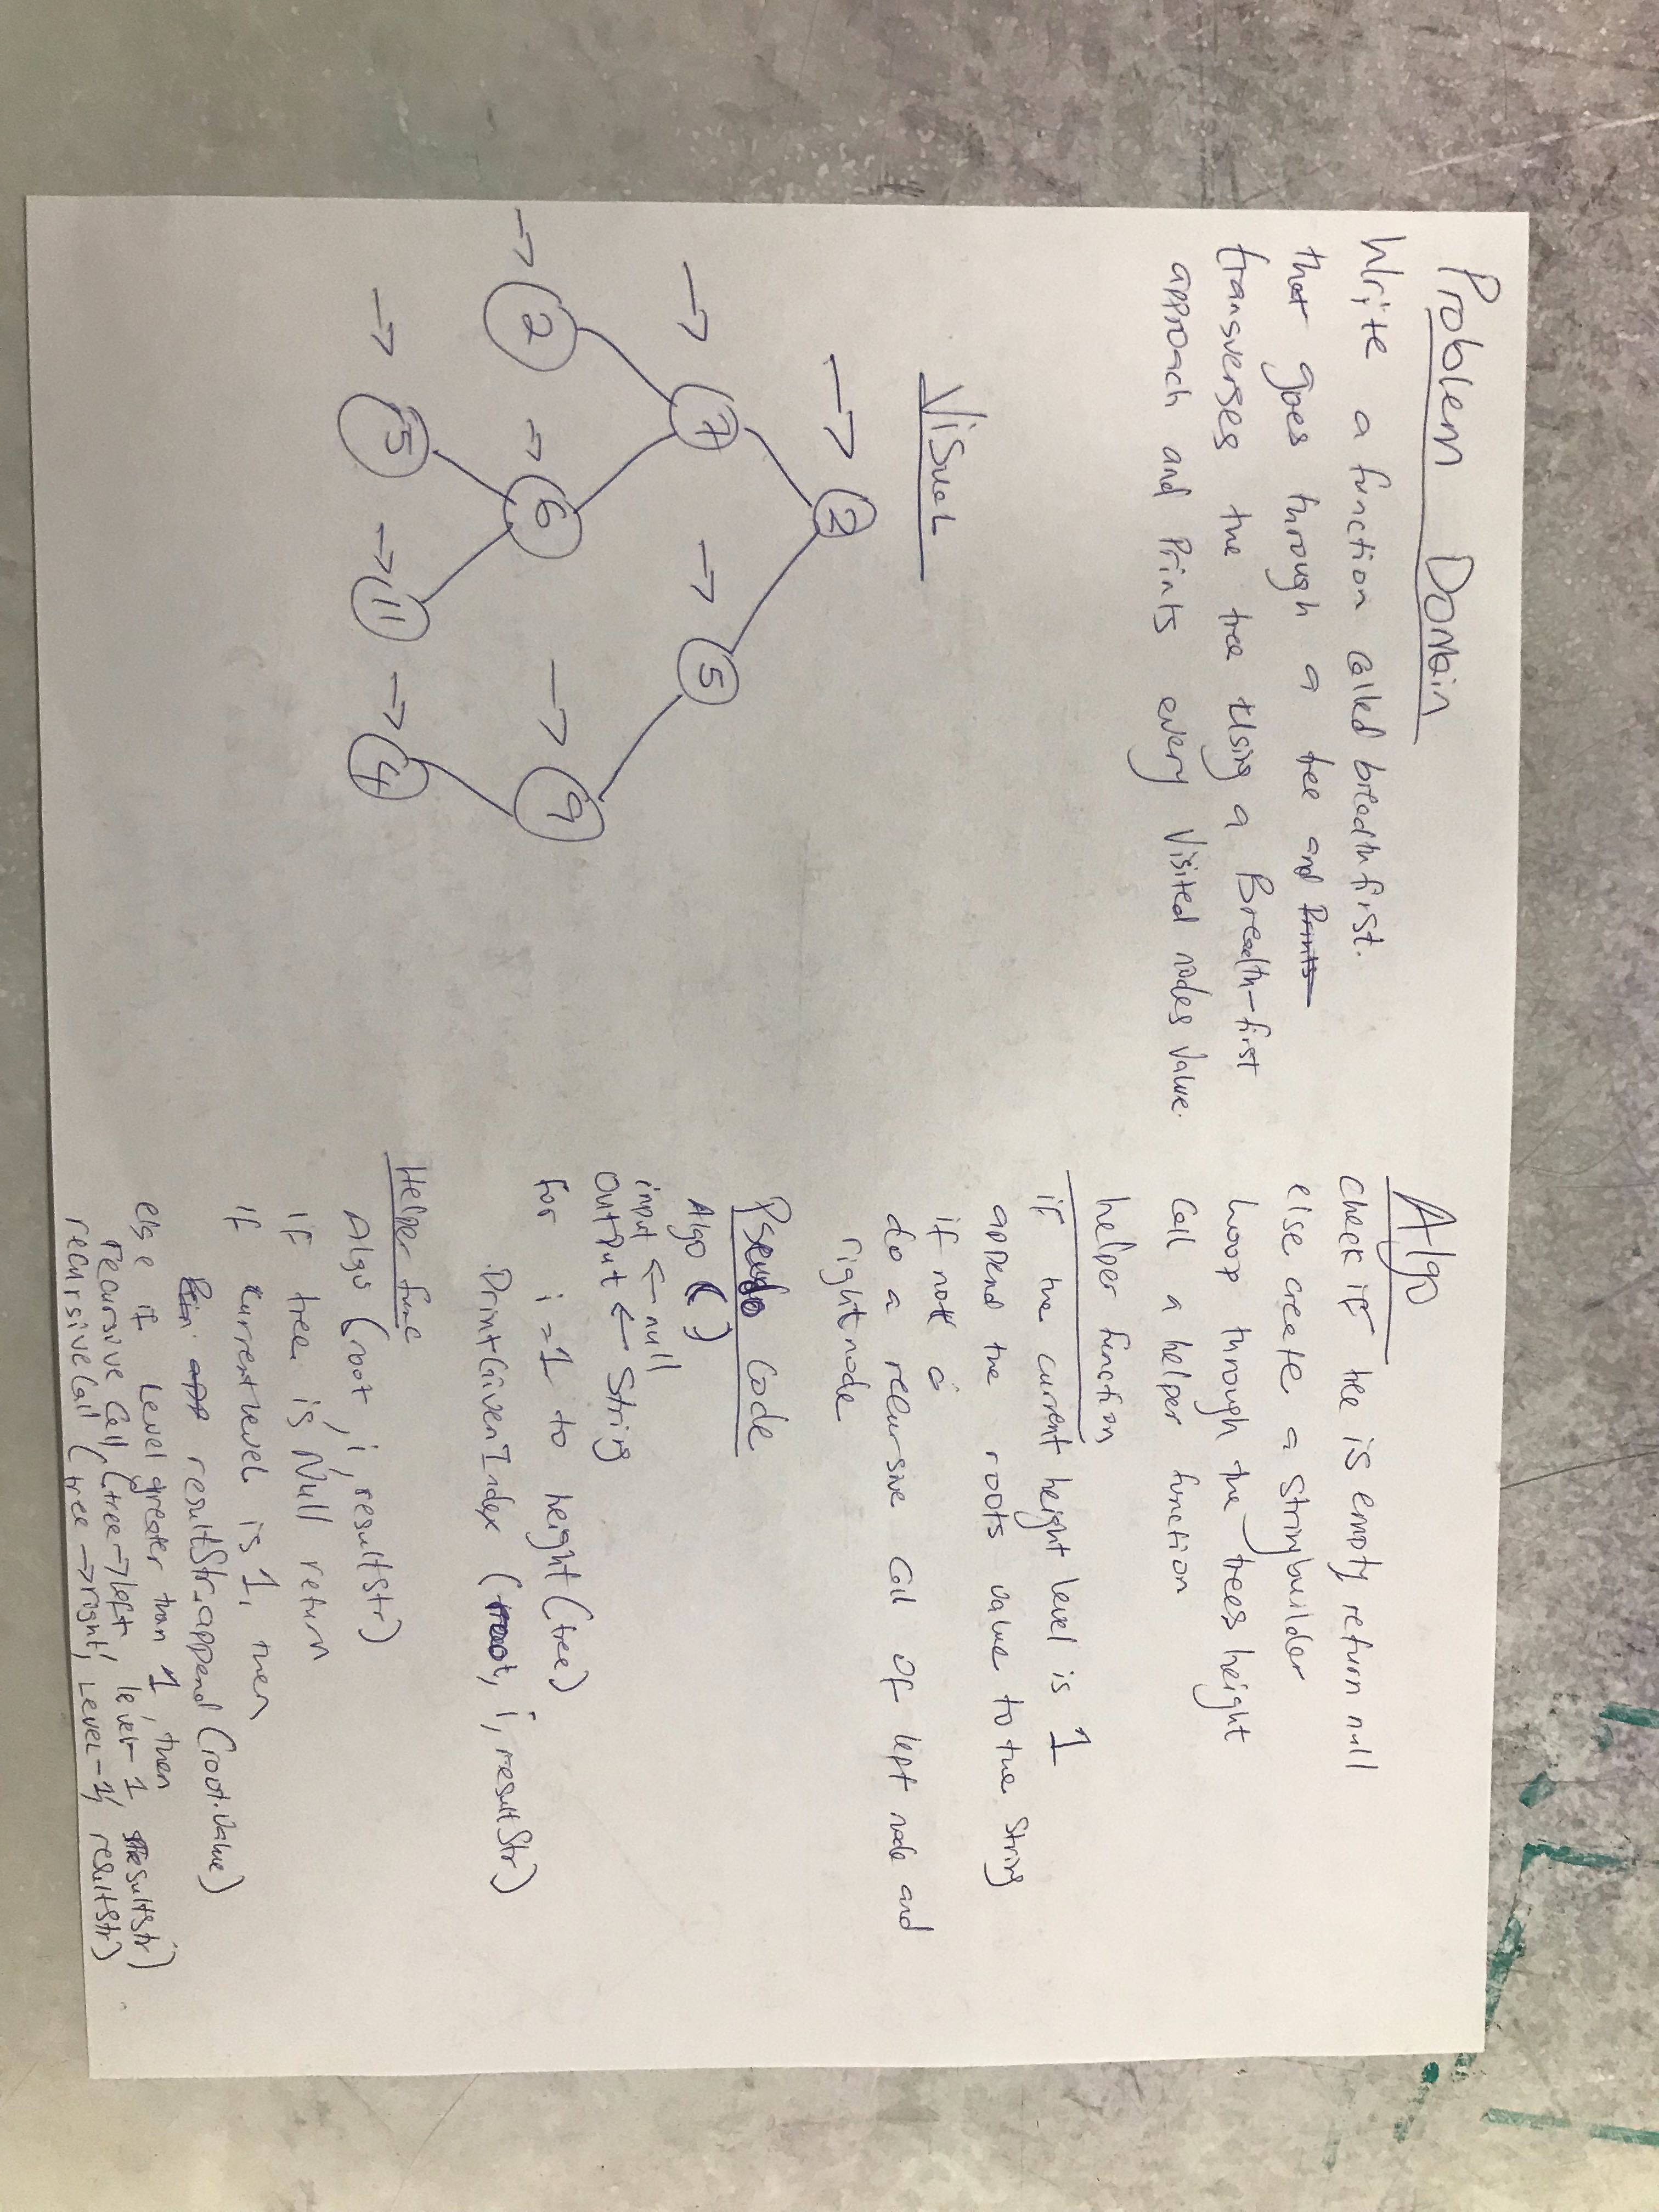 Problem Domain
Write a function called breadthfirst.
that goes through a tree and Prints
transverses the tree using a Breadth-first
approach and Prints every visited nodes value.
Visual
→ 2
→ 7 → 5
→ 2 → 6 → 9
→ 5 → 11 → 4
Algo
check if tree is empty return null
else create a stringbuilder
Loop through the trees height
call a helper function
helper function
if the current height level is 1
append the roots value to the string
if not
do a recursive call of left node and
right node
Pseudo Code
Algo ()
input ← null
Output ← String
for i=1 to height (tree)
PrintGivenIndex (root, i, resultStr)
Helper func
Algo (root, i, resultStr)
if tree is Null return
if current level is 1, then
app resultStr.append (root.value)
else if level greater than 1, then
recursive call (tree→left, level-1 resultStr)
recursive call (tree→right, Level-1, resultStr)